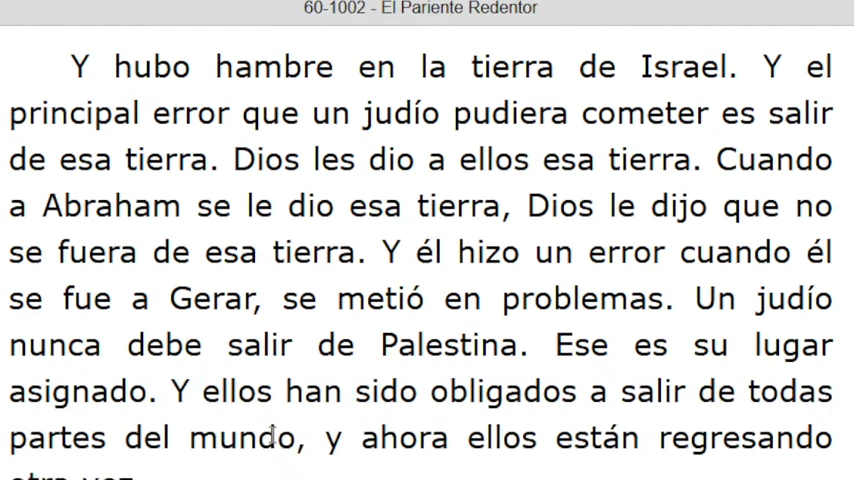 60-1002 - El Pariente Redentor
Y hubo hambre en la tierra de Israel. Y el
principal error que un judío pudiera cometer es salir
de esa tierra. Dios les dio a ellos esa tierra. Cuando
a Abraham se le dio esa tierra, Dios le dijo que no
se fuera de esa tierra. Y él hizo un error cuando él
se fue a Gerar, se metió en problemas. Un judío
nunca debe salir de Palestina. Ese es su lugar
asignado. Y ellos han sido obligados a salir de todas
partes del mundo, y ahora ellos están regresando
otra vez